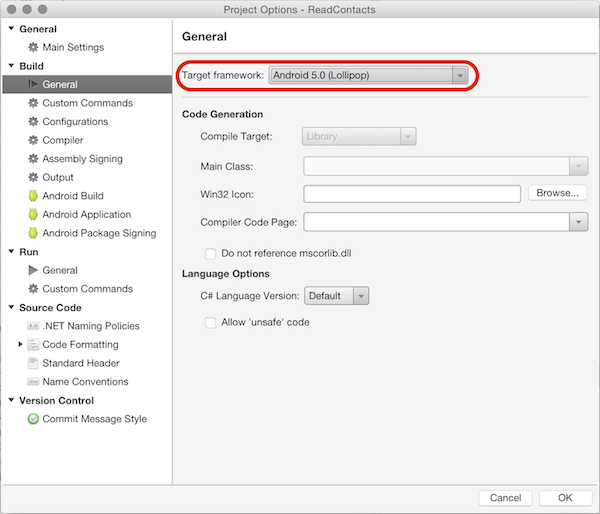 Project Options - ReadContacts
General
Main Settings
Build
General
Custom Commands
Configurations
Compiler
Assembly Signing
Output
Android Build
Android Application
Android Package Signing
Run
General
Custom Commands
Source Code
.NET Naming Policies
Code Formatting
Standard Header
Name Conventions
Version Control
Commit Message Style
General
Target framework: Android 5.0 (Lollipop)
Code Generation
Compile Target: Library
Main Class:
Win32 Icon: Browse...
Compiler Code Page:
Do not reference mscorlib.dll
Language Options
C# Language Version: Default
Allow 'unsafe' code
Cancel OK